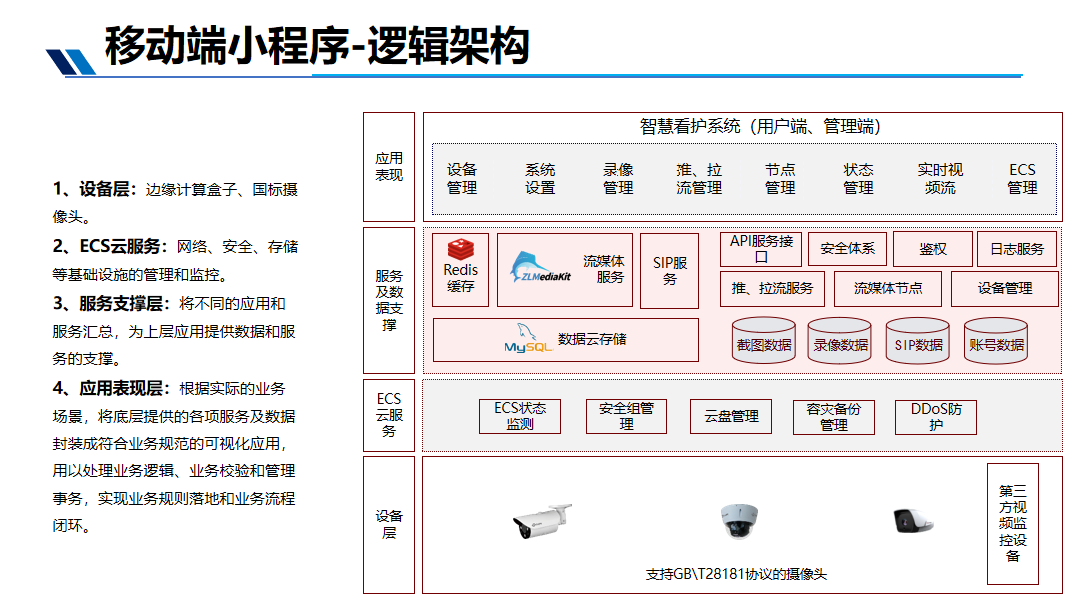 移动端小程序-逻辑架构
1、设备层：边缘计算盒子、国标摄
像头。
2、ECS云服务：网络、安全、存储
等基础设施的管理和监控。
3、服务支撑层：将不同的应用和
服务汇总，为上层应用提供数据和服
务的支撑。
4、应用表现层：根据实际的业务
场景，将底层提供的各项服务及数据
封装成符合业务规范的可视化应用，
用以处理业务逻辑、业务校验和管理
事务，实现业务规则落地和业务流程
闭环。
应用
表现
智慧看护系统（用户端、管理端）
设备
管理
系统
设置
录像
管理
推、拉
流管理
节点
管理
状态
管理
实时视
频流
ECS
管理
服务
及数
据支
撑
Redis
缓存
ZLMediaKit
流媒体
服务
SIP服
务
API服务接
口
安全体系
鉴权
日志服务
推、拉流服务
流媒体节点
设备管理
MySQL
数据云存储
截图数据
录像数据
SIP数据
账号数据
ECS
云服
务
ECS状态
监测
安全组管
理
云盘管理
容灾备份
管理
DDoS防
护
设备
层
支持GB\T28181协议的摄像头
第三
方视
频监
控设
备